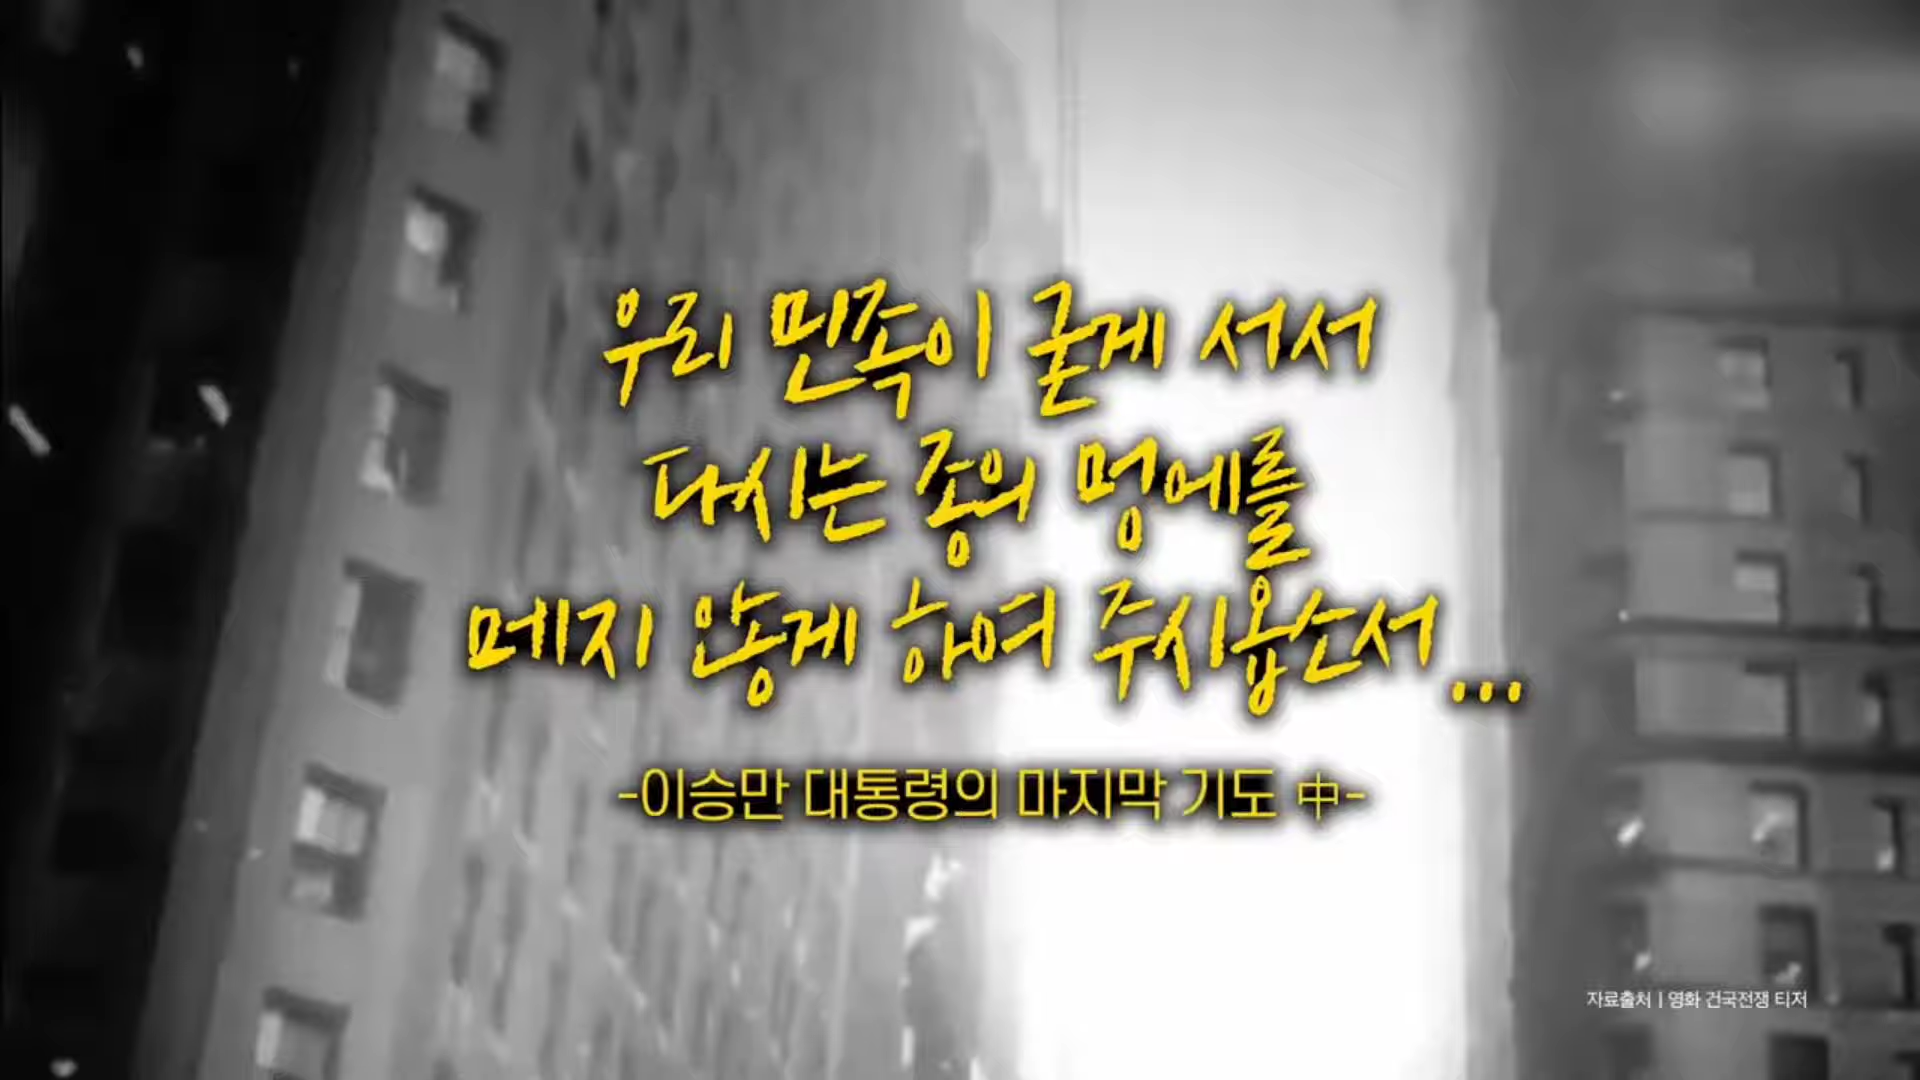 우리 민족이 굳게 서서
다시는 종의 멍에를
메지 않게 하여 주시옵소서...
-이승만 대통령의 마지막 기도 中-
자료출처 | 영화 건국전쟁 티저